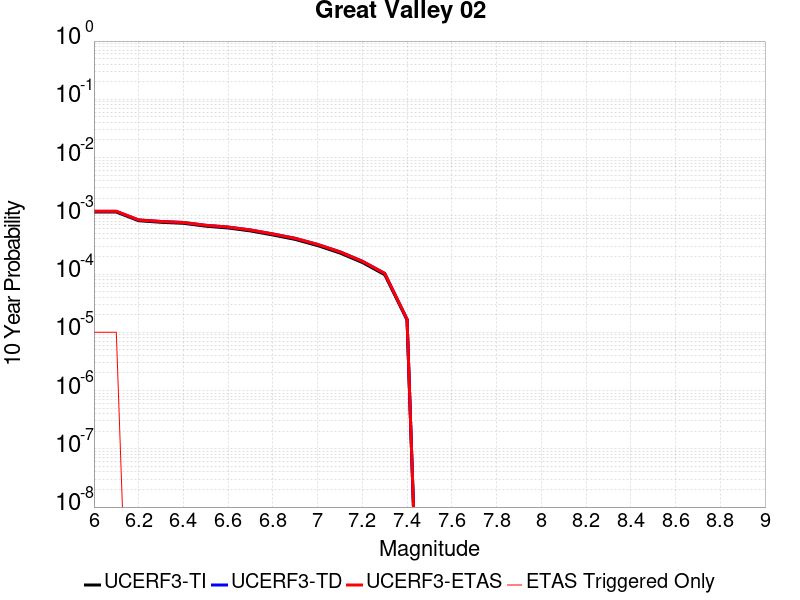 Great Valley 02
10 Year Probability
10^0
10^-1
10^-2
10^-3
10^-4
10^-5
10^-6
10^-7
10^-8
6 6.2 6.4 6.6 6.8 7 7.2 7.4 7.6 7.8 8 8.2 8.4 8.6 8.8 9
Magnitude
UCERF3-TI UCERF3-TD UCERF3-ETAS ETAS Triggered Only